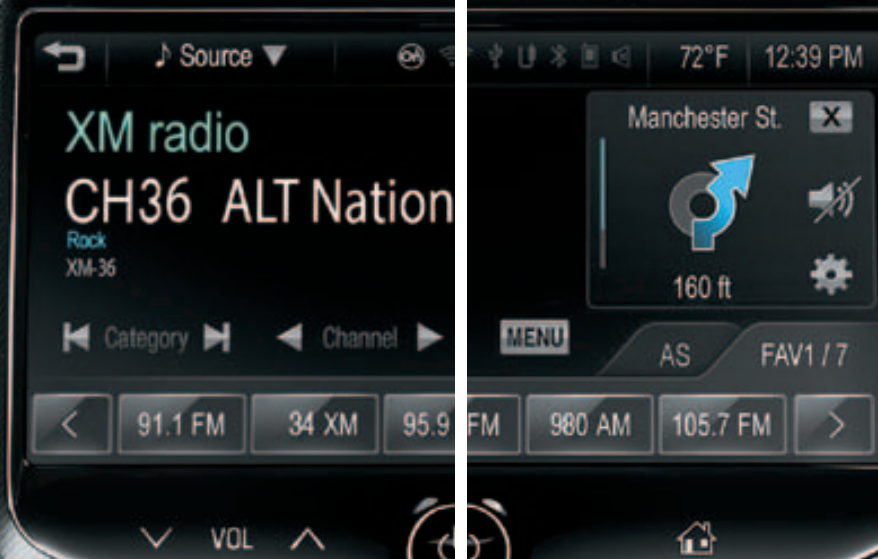 Source 72°F 12:39 PM
XM radio
Manchester St. X
CH36 ALT Nation
Rock
XM-36
160 ft
Category Channel MENU AS FAV1 / 7
< 91.1 FM 34 XM 95.9 FM 980 AM 105.7 FM >
VOL